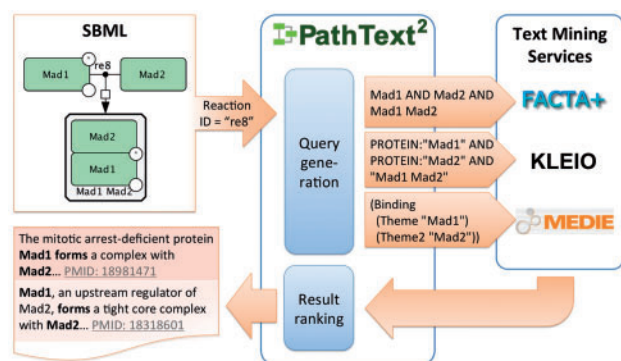 SBML
*
re8
Mad1
Mad2
Mad2
*
Mad1
Mad1 Mad2
Reaction
ID = "re8"
PathText²
Query
gene-
ration
Mad1 AND Mad2 AND
Mad1 Mad2
PROTEIN:"Mad1" AND
PROTEIN:"Mad2" AND
"Mad1 Mad2"
(Binding
(Theme "Mad1")
(Theme2 "Mad2"))
Text Mining
Services
FACTA+
KLEIO
MEDIE
Result
ranking
The mitotic arrest-deficient protein
Mad1 forms a complex with
Mad2... PMID: 18981471
Mad1, an upstream regulator of
Mad2, forms a tight core complex
with Mad2... PMID: 18318601